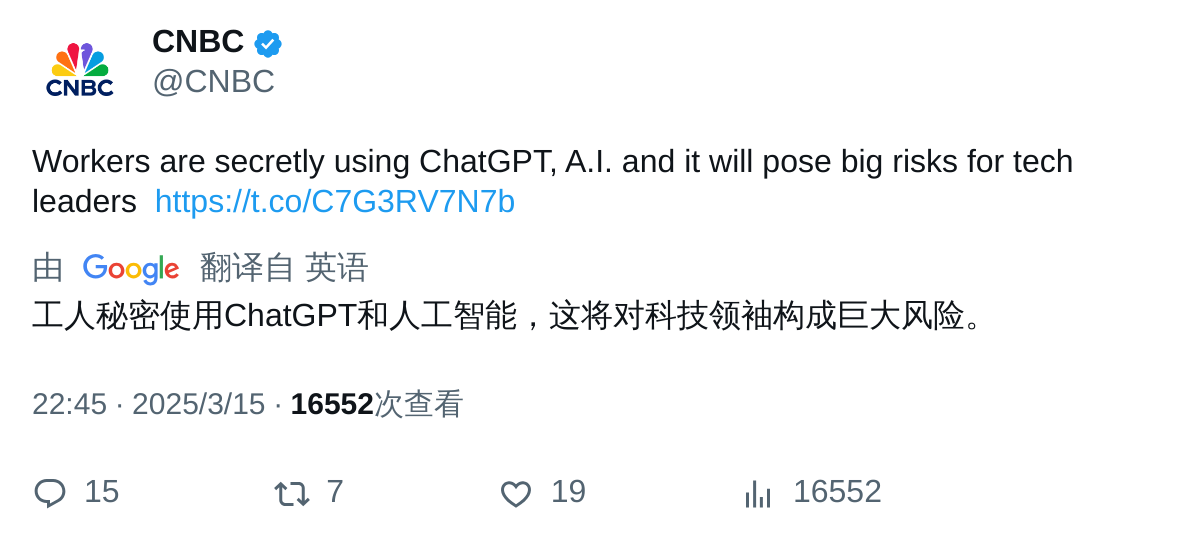 CNBC
CNBC
@CNBC
Workers are secretly using ChatGPT, A.I. and it will pose big risks for tech
leaders https://t.co/C7G3RV7N7b
由 Google 翻译自 英语
工人秘密使用ChatGPT和人工智能，这将对科技领袖构成巨大风险。
22:45 · 2025/3/15 · 16552次查看
15 7 19 16552